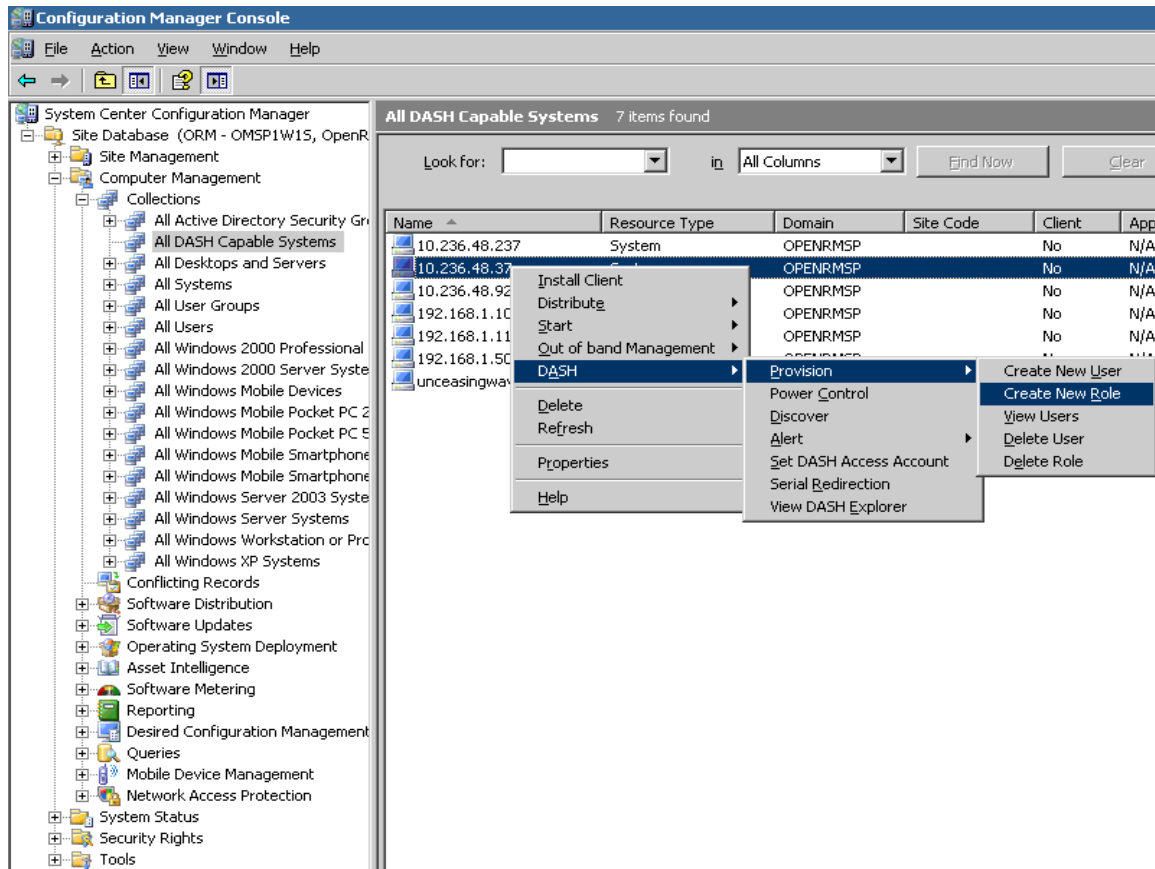 Configuration Manager Console
File Action View Window Help
System Center Configuration Manager
Site Database (ORM - OMSP1W1S, OpenR
Site Management
Computer Management
Collections
All Active Directory Security Gr
All DASH Capable Systems
All Desktops and Servers
All Systems
All User Groups
All Users
All Windows 2000 Professional
All Windows 2000 Server Syste
All Windows Mobile Devices
All Windows Mobile Pocket PC 2
All Windows Mobile Pocket PC 5
All Windows Mobile Smartphone
All Windows Mobile Smartphone
All Windows Server 2003 Syste
All Windows Server Systems
All Windows Workstation or Pro
All Windows XP Systems
Conflicting Records
Software Distribution
Software Updates
Operating System Deployment
Asset Intelligence
Software Metering
Reporting
Desired Configuration Management
Queries
Mobile Device Management
Network Access Protection
System Status
Security Rights
Tools
All DASH Capable Systems 7 items found
Look for: in All Columns Find Now Clear
Name Resource Type Domain Site Code Client App
10.236.48.237 System OPENRMSP No N/A
10.236.48.37 OPENRMSP No N/A
10.236.48.92 OPENRMSP No N/A
192.168.1.10 OPENRMSP No N/A
192.168.1.11 OPENRMSP No N/A
192.168.1.50
unceasingwav
Install Client
Distribute
Start
Out of band Management
DASH
Delete
Refresh
Properties
Help
Provision
Power Control
Discover
Alert
Set DASH Access Account
Serial Redirection
View DASH Explorer
Create New User
Create New Role
View Users
Delete User
Delete Role